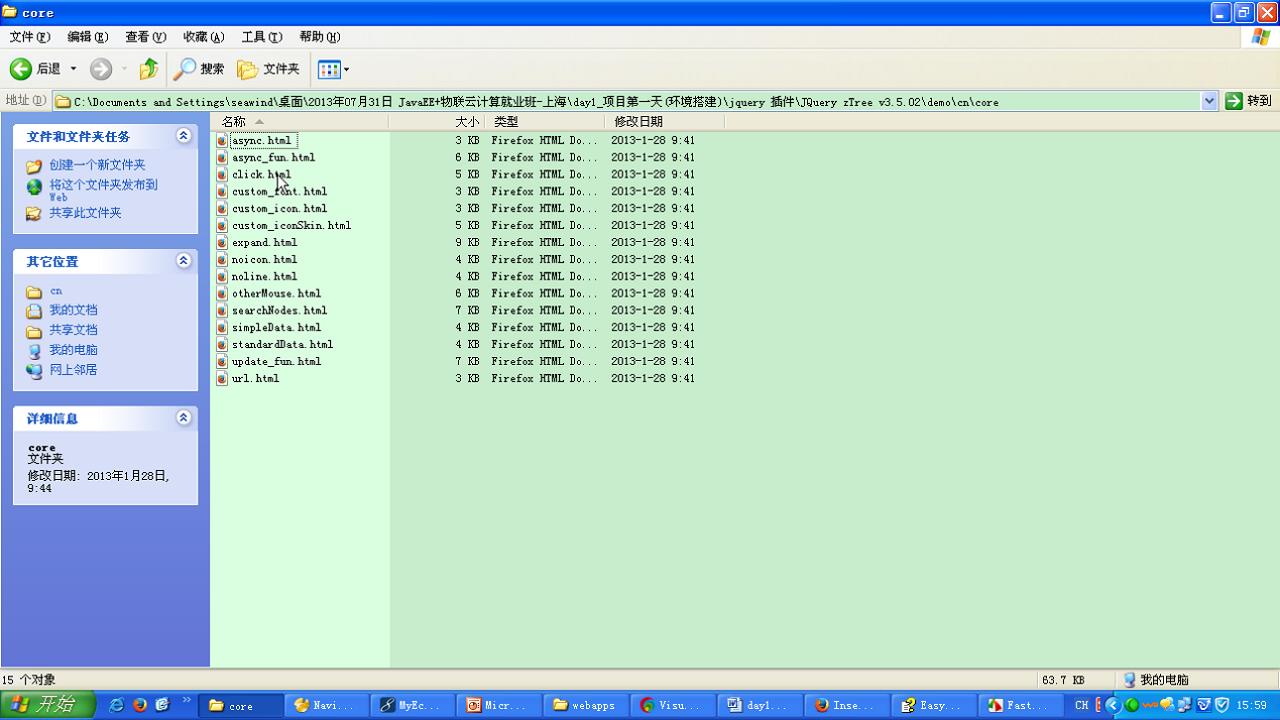 core
文件(F) 编辑(E) 查看(V) 收藏(A) 工具(T) 帮助(H)
后退 搜索 文件夹
地址(D) C:\Documents and Settings\seawind\桌面\2013年07月31日 JavaEE+物联云计算就业班-上海\day1_项目第一天(环境搭建)\jquery 插件\JQuery zTree v3.5.02\demo\cn\core 转到
文件和文件夹任务
创建一个新文件夹
将这个文件夹发布到
Web
共享此文件夹
其它位置
cn
我的文档
共享文档
我的电脑
网上邻居
详细信息
core
文件夹
修改日期: 2013年1月28日,
9:44
名称 大小 类型 修改日期
async.html 3 KB Firefox HTML Do... 2013-1-28 9:41
async_fun.html 6 KB Firefox HTML Do... 2013-1-28 9:41
click.html 5 KB Firefox HTML Do... 2013-1-28 9:41
custom_font.html 3 KB Firefox HTML Do... 2013-1-28 9:41
custom_icon.html 3 KB Firefox HTML Do... 2013-1-28 9:41
custom_iconSkin.html 5 KB Firefox HTML Do... 2013-1-28 9:41
expand.html 9 KB Firefox HTML Do... 2013-1-28 9:41
noicon.html 4 KB Firefox HTML Do... 2013-1-28 9:41
noline.html 4 KB Firefox HTML Do... 2013-1-28 9:41
otherMouse.html 6 KB Firefox HTML Do... 2013-1-28 9:41
searchNodes.html 7 KB Firefox HTML Do... 2013-1-28 9:41
simpleData.html 4 KB Firefox HTML Do... 2013-1-28 9:41
standardData.html 4 KB Firefox HTML Do... 2013-1-28 9:41
update_fun.html 7 KB Firefox HTML Do... 2013-1-28 9:41
url.html 3 KB Firefox HTML Do... 2013-1-28 9:41
15 个对象 63.7 KB 我的电脑
开始 core Navi... MyEc... Micr... webapps Visu... day1... Inse... Easy... Fast... CH 15:59